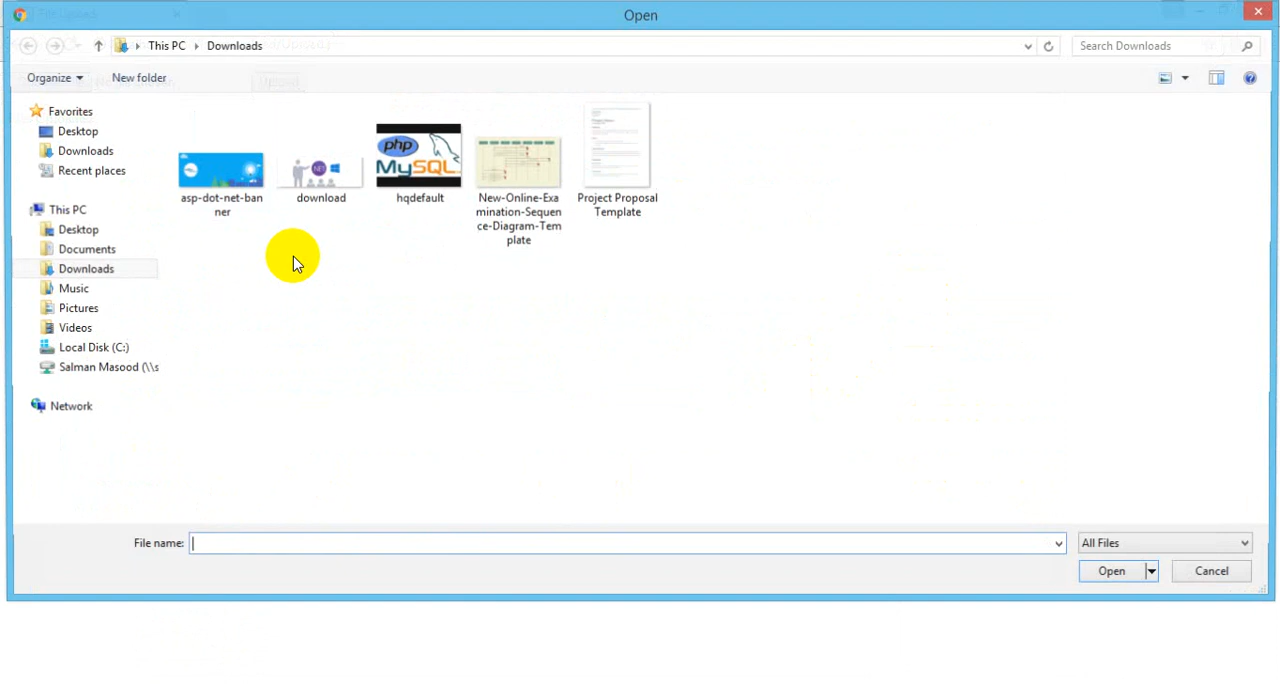 Open
This PC
Downloads
Search Downloads
Organize
New folder
Favorites
Desktop
Downloads
Recent places
This PC
Desktop
Documents
Downloads
Music
Pictures
Videos
Local Disk (C:)
Salman Masood (\\s
Network
asp-dot-net-ban
ner
download
php
MySQL
hqdefault
New-Online-Exa
mination-Sequen
ce-Diagram-Tem
plate
Project Proposal
Template
File name:
All Files
Open
Cancel